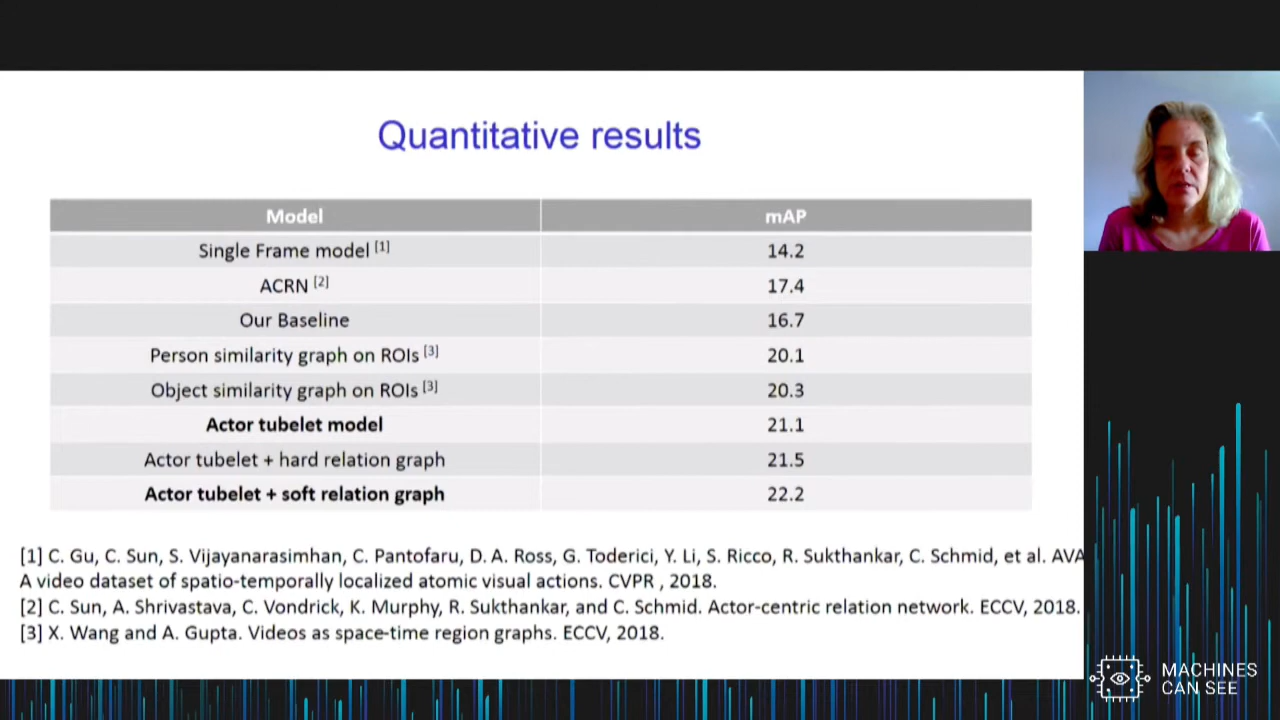 Quantitative results
Model mAP
Single Frame model [1] 14.2
ACRN [2] 17.4
Our Baseline 16.7
Person similarity graph on ROIs [3] 20.1
Object similarity graph on ROIs [3] 20.3
Actor tubelet model 21.1
Actor tubelet + hard relation graph 21.5
Actor tubelet + soft relation graph 22.2
[1] C. Gu, C. Sun, S. Vijayanarasimhan, C. Pantofaru, D. A. Ross, G. Toderici, Y. Li, S. Ricco, R. Sukthankar, C. Schmid, et al. AVA
A video dataset of spatio-temporally localized atomic visual actions. CVPR , 2018.
[2] C. Sun, A. Shrivastava, C. Vondrick, K. Murphy, R. Sukthankar, and C. Schmid. Actor-centric relation network. ECCV, 2018.
[3] X. Wang and A. Gupta. Videos as space-time region graphs. ECCV, 2018.
MACHINES
CAN SEE